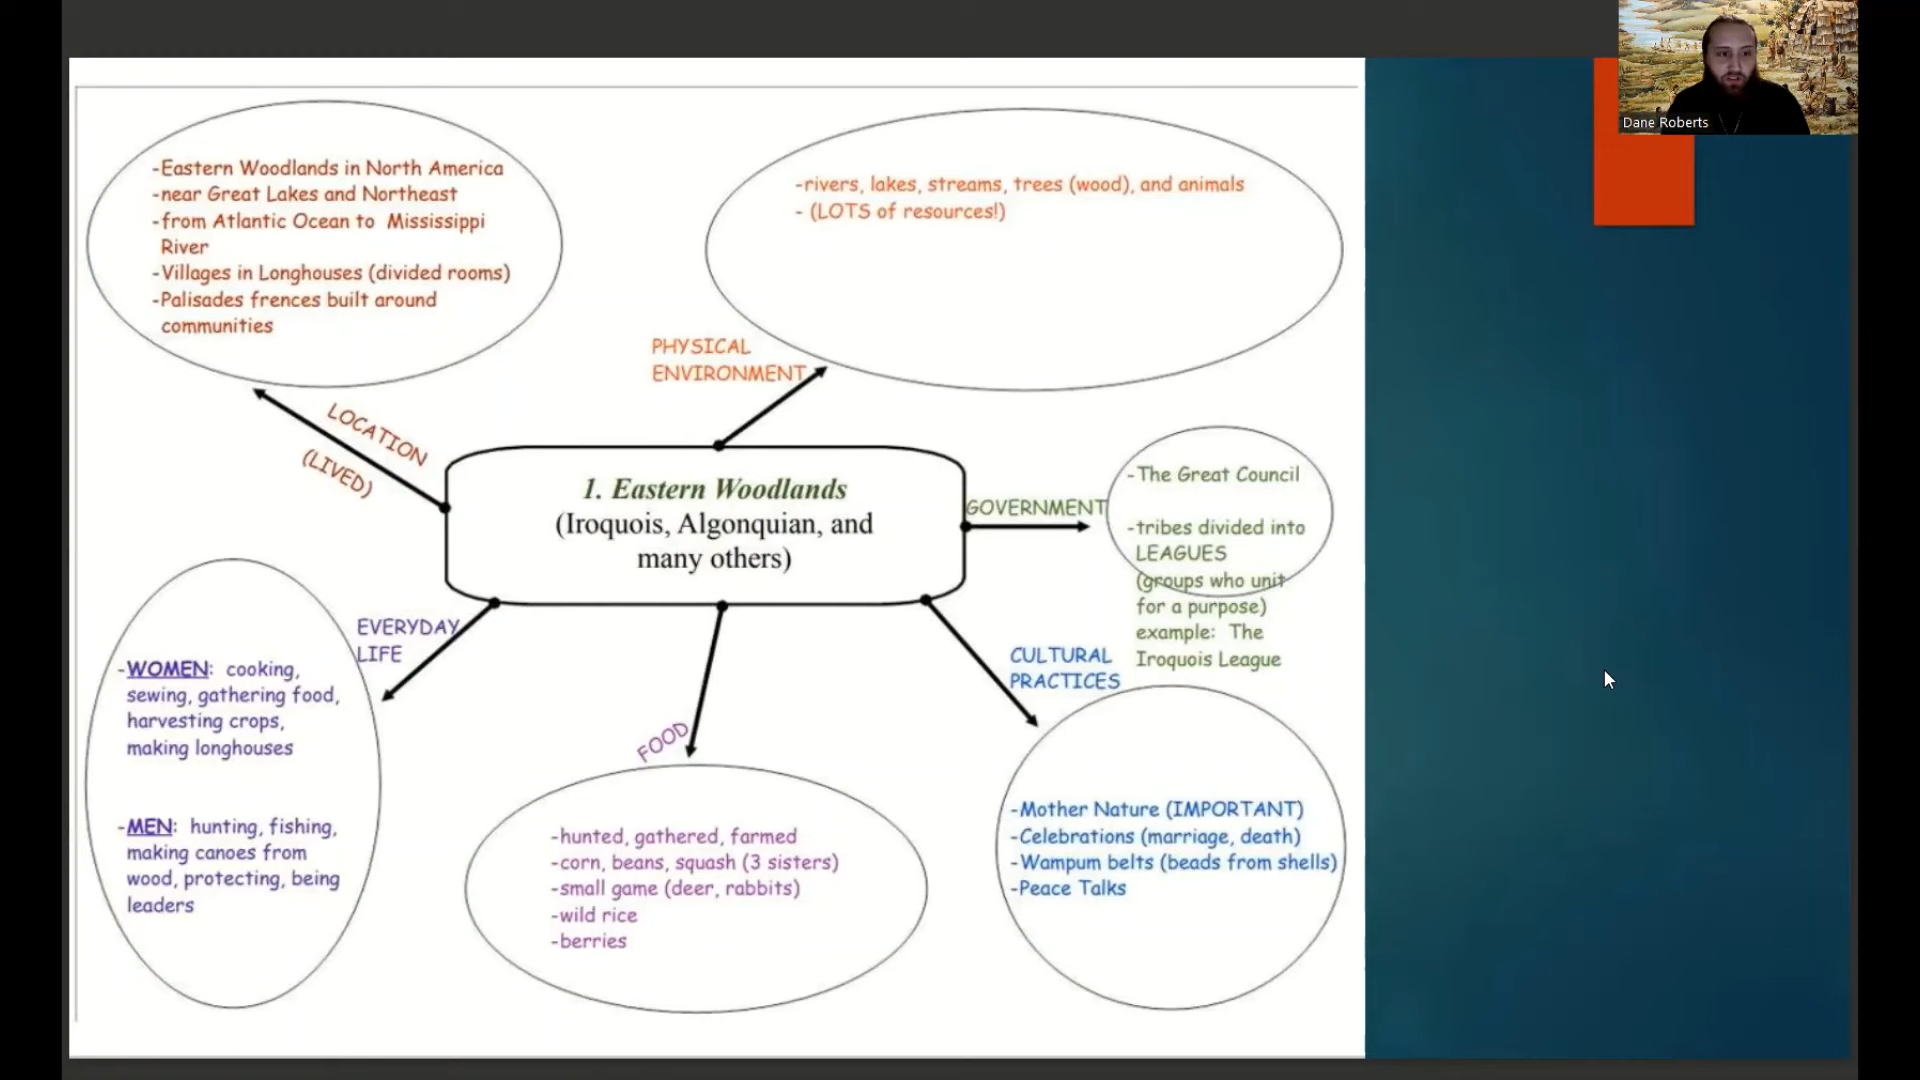 -Eastern Woodlands in North America
-near Great Lakes and Northeast
-from Atlantic Ocean to Mississippi
River
-Villages in Longhouses (divided rooms)
-Palisades frences built around
communities
-rivers, lakes, streams, trees (wood), and animals
- (LOTS of resources!)
Dane Roberts
PHYSICAL
ENVIRONMENT
LOCATION
(LIVED)
1. Eastern Woodlands
(Iroquois, Algonquian, and
many others)
GOVERNMENT
-The Great Council
-tribes divided into
LEAGUES
(groups who unit
for a purpose)
example: The
Iroquois League
EVERYDAY
LIFE
-WOMEN: cooking,
sewing, gathering food,
harvesting crops,
making longhouses
-MEN: hunting, fishing,
making canoes from
wood, protecting, being
leaders
FOOD
-hunted, gathered, farmed
-corn, beans, squash (3 sisters)
-small game (deer, rabbits)
-wild rice
-berries
CULTURAL
PRACTICES
-Mother Nature (IMPORTANT)
-Celebrations (marriage, death)
-Wampum belts (beads from shells)
-Peace Talks